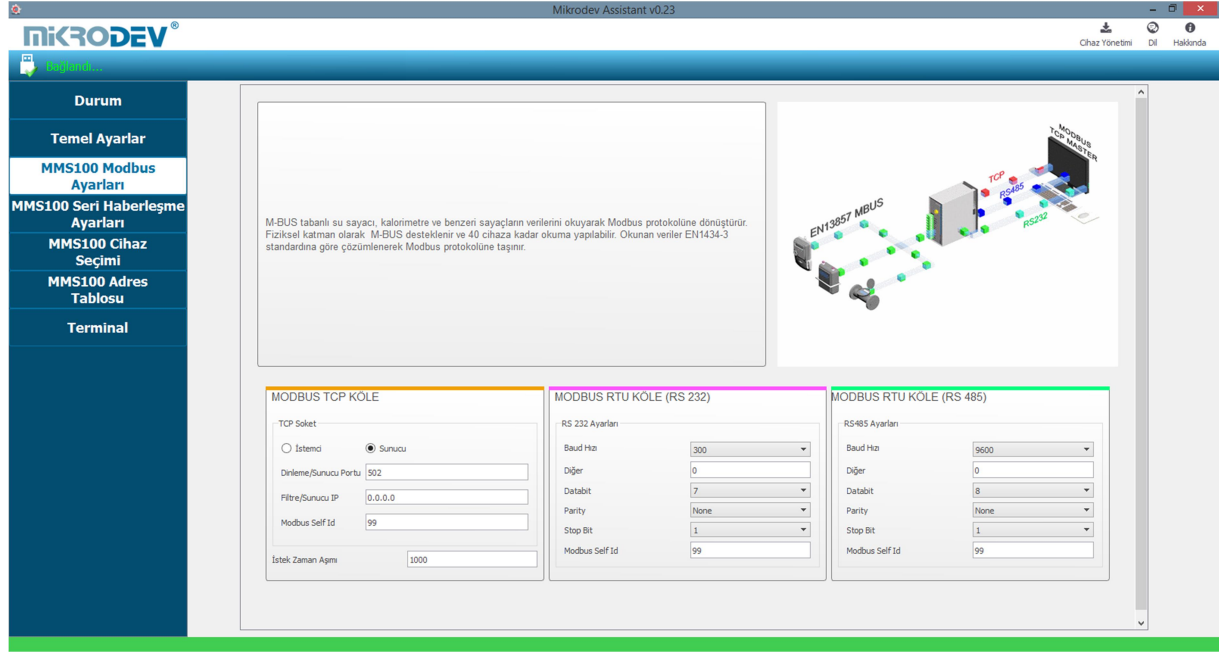 Mikrodev Assistant v0.23
MiKRODEV®
Cihaz Yönetimi
Dil
Hakkında
Bağlandı...
Durum
Temel Ayarlar
MMS100 Modbus
Ayarları
MMS100 Seri Haberleşme
Ayarları
MMS100 Cihaz
Seçimi
MMS100 Adres
Tablosu
Terminal
M-BUS tabanlı su sayacı, kalorimetre ve benzeri sayaçların verilerini okuyarak Modbus protokolüne dönüştürür.
Fiziksel katman olarak M-BUS desteklenir ve 40 cihaza kadar okuma yapılabilir. Okunan veriler EN1434-3
standardına göre çözümlenerek Modbus protokolüne taşınır.
MODBUS
TCP MASTER
TCP
RS485
RS232
EN13857 MBUS
MODBUS TCP KÖLE
TCP Soket
İstemci
Sunucu
Dinleme/Sunucu Portu 502
Filtre/Sunucu IP 0.0.0.0
Modbus Self Id 99
İstek Zaman Aşımı 1000
MODBUS RTU KÖLE (RS 232)
RS 232 Ayarları
Baud Hızı 300
Diğer 0
Databit 7
Parity None
Stop Bit 1
Modbus Self Id 99
MODBUS RTU KÖLE (RS 485)
RS485 Ayarları
Baud Hızı 9600
Diğer 0
Databit 8
Parity None
Stop Bit 1
Modbus Self Id 99